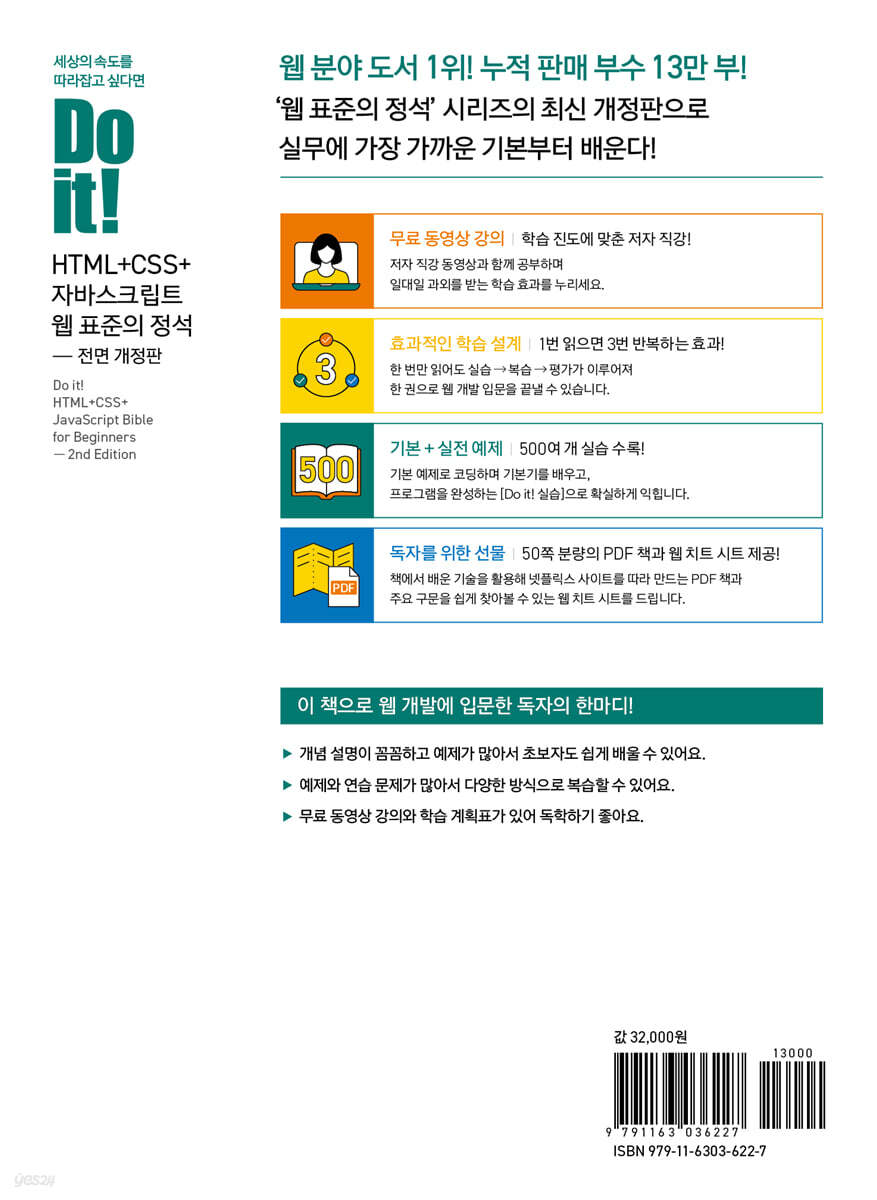 세상의 속도를
따라잡고 싶다면
Do
it!
HTML+CSS+
자바스크립트
웹 표준의 정석
— 전면 개정판
Do it!
HTML+CSS+
JavaScript Bible
for Beginners
— 2nd Edition
웹 분야 도서 1위! 누적 판매 부수 13만 부!
‘웹 표준의 정석’ 시리즈의 최신 개정판으로
실무에 가장 가까운 기본부터 배운다!
무료 동영상 강의 | 학습 진도에 맞춘 저자 직강!
저자 직강 동영상과 함께 공부하며
일대일 과외를 받는 학습 효과를 누리세요.
3
효과적인 학습 설계 | 1번 읽으면 3번 반복하는 효과!
한 번만 읽어도 실습 → 복습 → 평가가 이루어져
한 권으로 웹 개발 입문을 끝낼 수 있습니다.
500
기본 + 실전 예제 | 500여 개 실습 수록!
기본 예제로 코딩하며 기본기를 배우고,
프로그램을 완성하는 [Do it! 실습]으로 확실하게 익힙니다.
PDF
독자를 위한 선물 | 50쪽 분량의 PDF 책과 웹 치트 시트 제공!
책에서 배운 기술을 활용해 넷플릭스 사이트를 따라 만드는 PDF 책과
주요 구문을 쉽게 찾아볼 수 있는 웹 치트 시트를 드립니다.
이 책으로 웹 개발에 입문한 독자의 한마디!
▶ 개념 설명이 꼼꼼하고 예제가 많아서 초보자도 쉽게 배울 수 있어요.
▶ 예제와 연습 문제가 많아서 다양한 방식으로 복습할 수 있어요.
▶ 무료 동영상 강의와 학습 계획표가 있어 독학하기 좋아요.
값 32,000원
13000
9 791163 036227
ISBN 979-11-6303-622-7
yes24